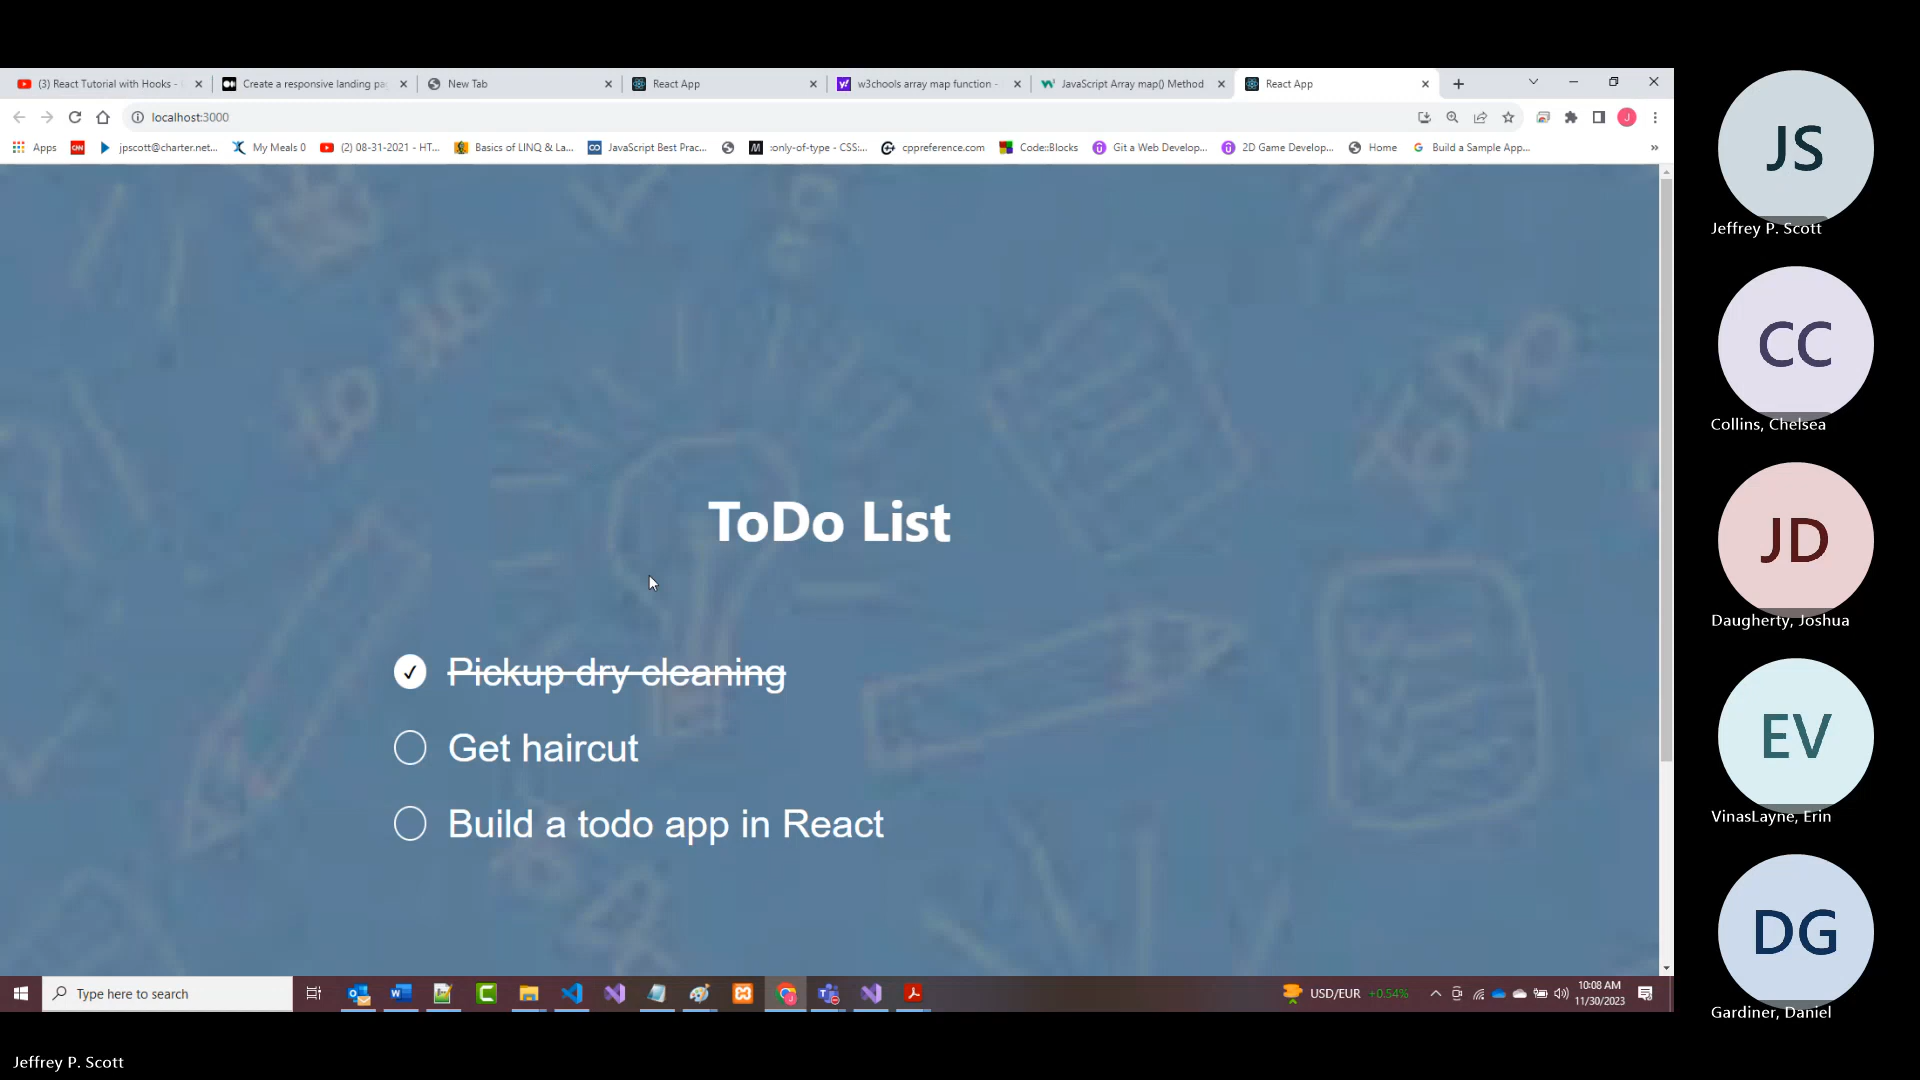 (3) React Tutorial with Hooks -
Create a responsive landing pa
New Tab
React App
w3chools array map function -
JavaScript Array map() Method
React App
localhost:3000
Apps
jpscott@charter.net...
My Meals 0
(2) 08-31-2021 - HT...
Basics of LINQ & La...
JavaScript Best Prac...
:only-of-type - CSS:...
cppreference.com
Code::Blocks
Git a Web Develop...
2D Game Develop...
Home
Build a Sample App...
ToDo List
✓ Pickup dry cleaning
Get haircut
Build a todo app in React
Type here to search
USD/EUR +0.54%
10:08 AM
11/30/2023
JS
Jeffrey P. Scott
CC
Collins, Chelsea
JD
Daugherty, Joshua
EV
VinasLayne, Erin
DG
Gardiner, Daniel
Jeffrey P. Scott